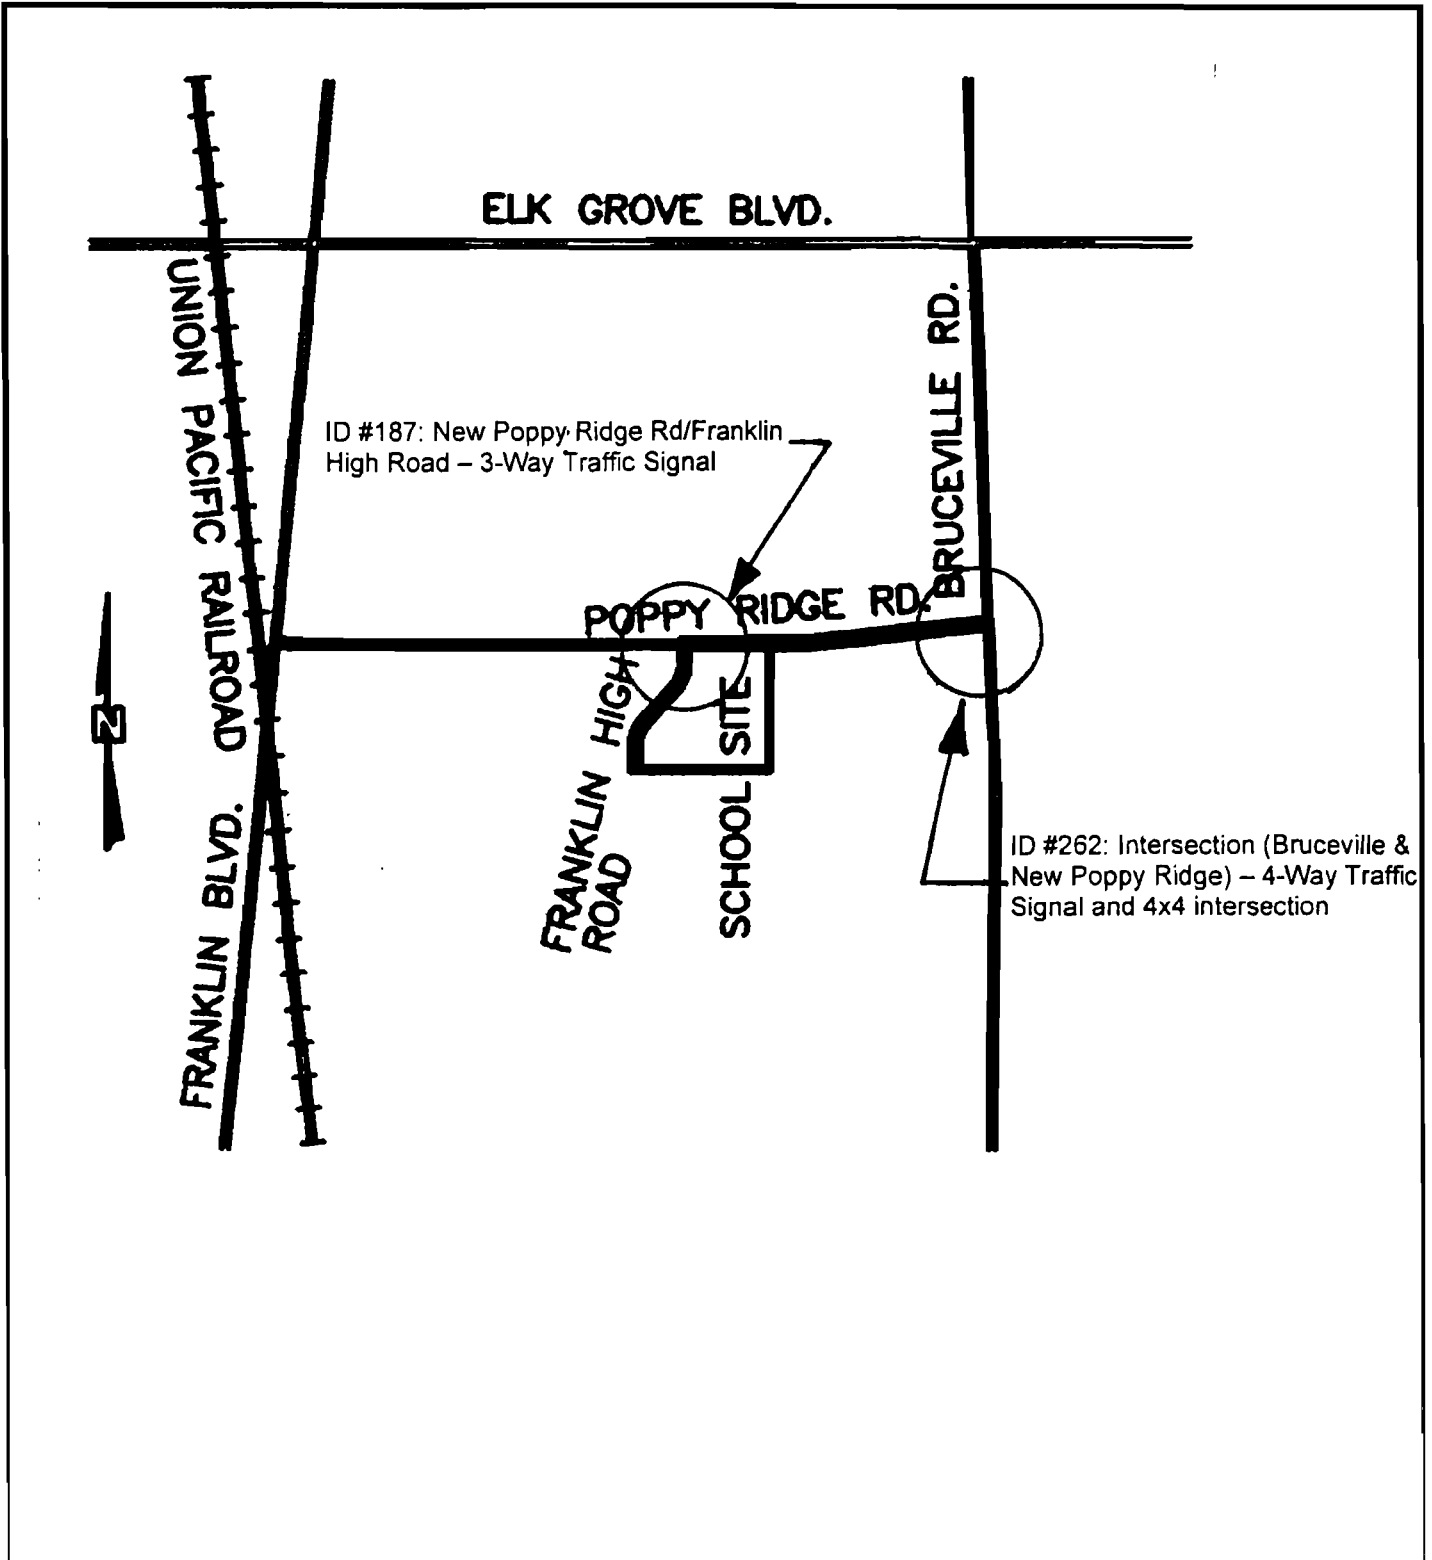 ELK GROVE BLVD.
UNION PACIFIC RAILROAD
BRUCEVILLE RD.
ID #187: New Poppy Ridge Rd/Franklin
High Road – 3-Way Traffic Signal
POPPY RIDGE RD.
N
FRANKLIN HIGH
ROAD
SCHOOL SITE
FRANKLIN BLVD.
ID #262: Intersection (Bruceville &
New Poppy Ridge) – 4-Way Traffic
Signal and 4x4 intersection